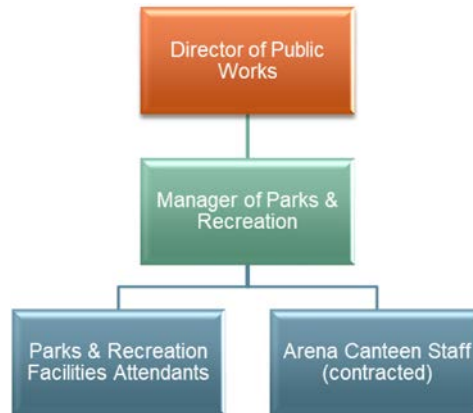 Director of Public
Works
Manager of Parks &
Recreation
Parks & Recreation
Facilities Attendants
Arena Canteen Staff
(contracted)